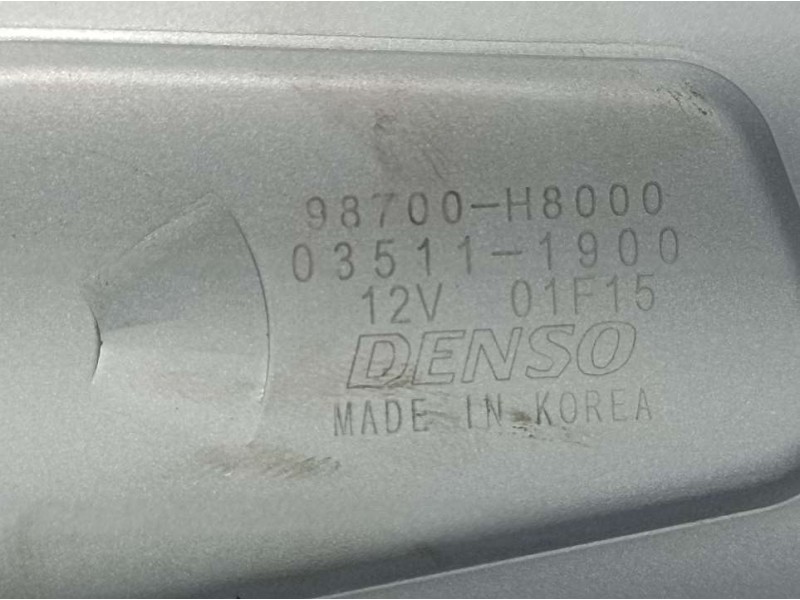 98700-H8000
03511-1900
12V 01F15
DENSO
MADE IN KOREA